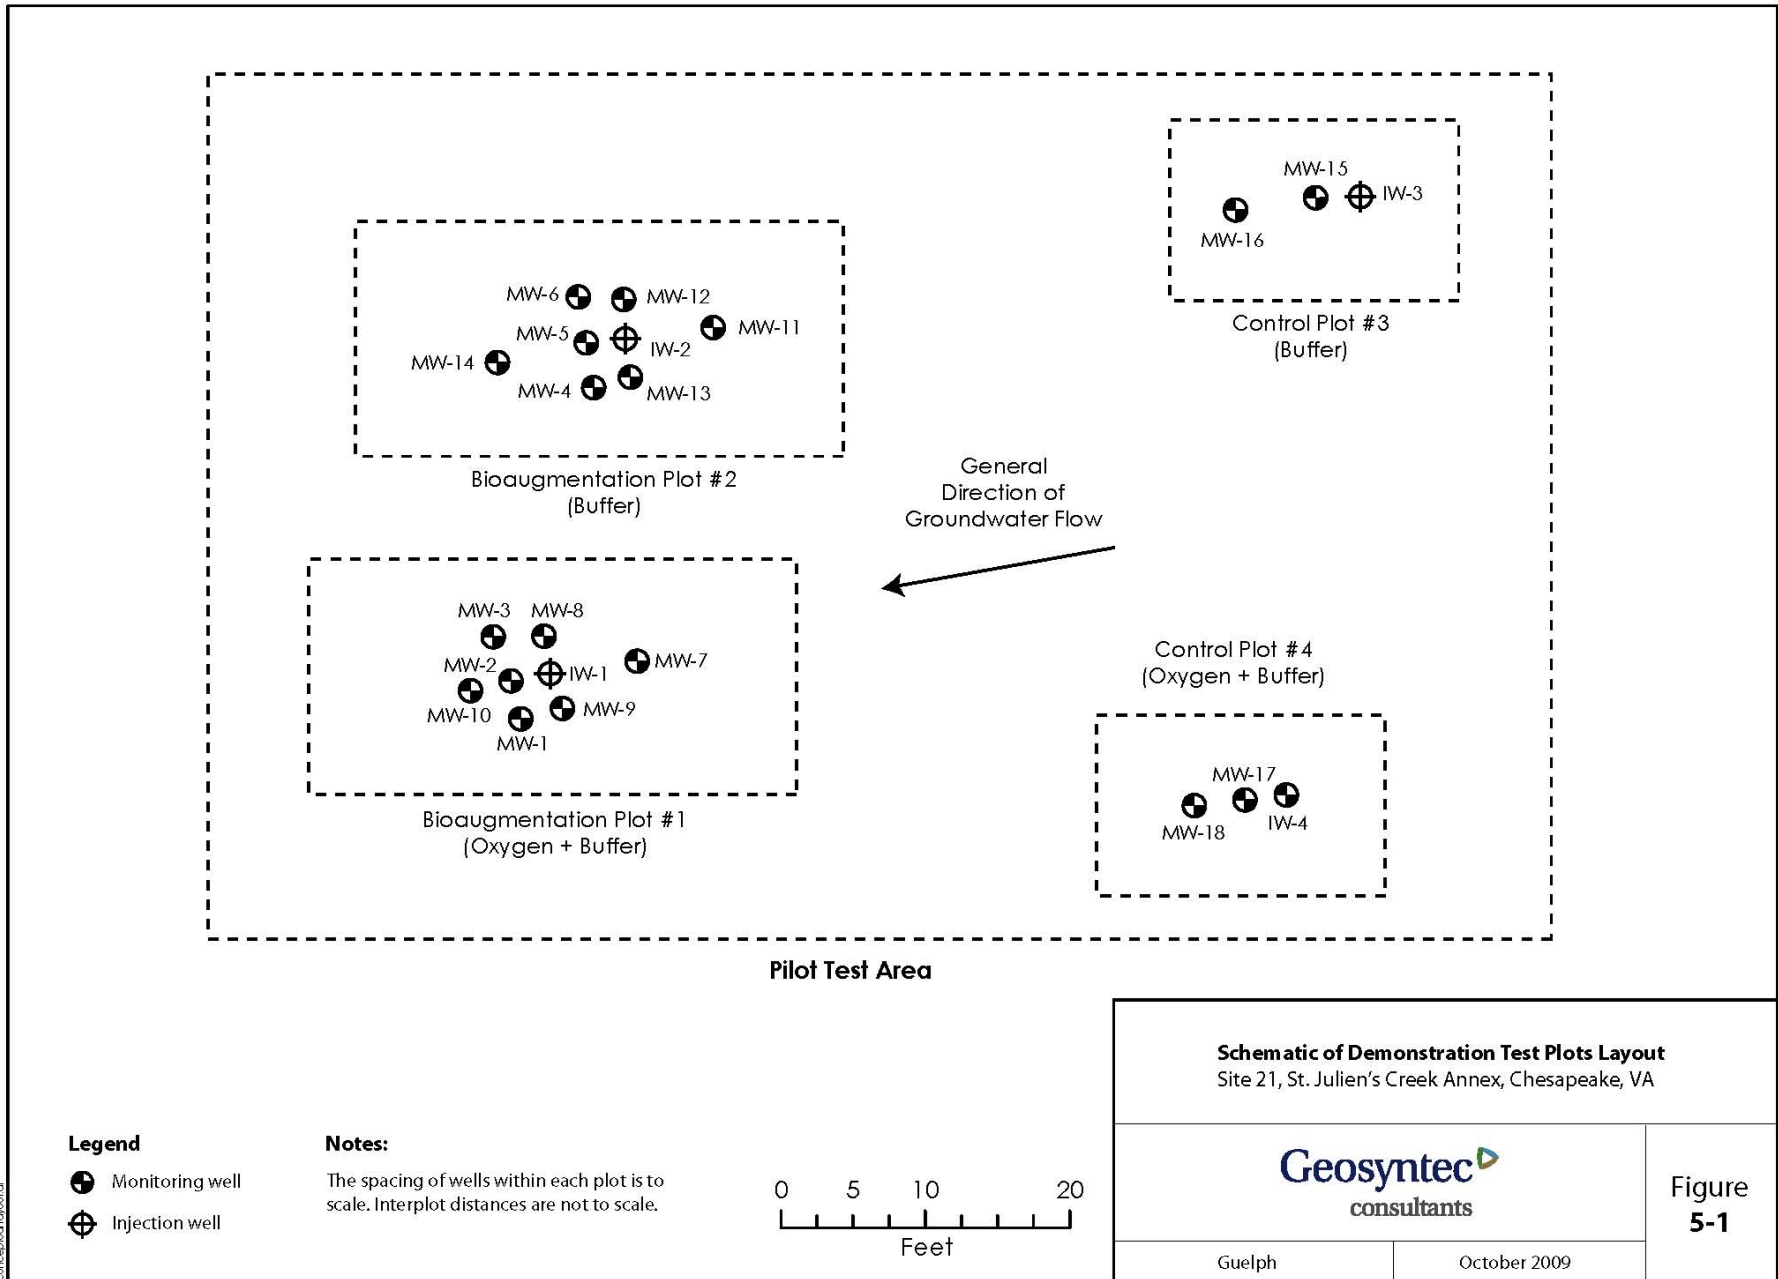 MW-15
IW-3
MW-16
Control Plot #3
(Buffer)
MW-6
MW-12
MW-5
MW-11
IW-2
MW-14
MW-4
MW-13
Bioaugmentation Plot #2
(Buffer)
General
Direction of
Groundwater Flow
MW-3
MW-8
MW-2
IW-1
MW-7
MW-10
MW-9
MW-1
Bioaugmentation Plot #1
(Oxygen + Buffer)
Control Plot #4
(Oxygen + Buffer)
MW-17
MW-18
IW-4
Pilot Test Area
Legend
Monitoring well
Injection well
Notes:
The spacing of wells within each plot is to
scale. Interplot distances are not to scale.
0 5 10 20
Feet
Schematic of Demonstration Test Plots Layout
Site 21, St. Julien's Creek Annex, Chesapeake, VA
Geosyntec
consultants
Figure
5-1
Guelph
October 2009